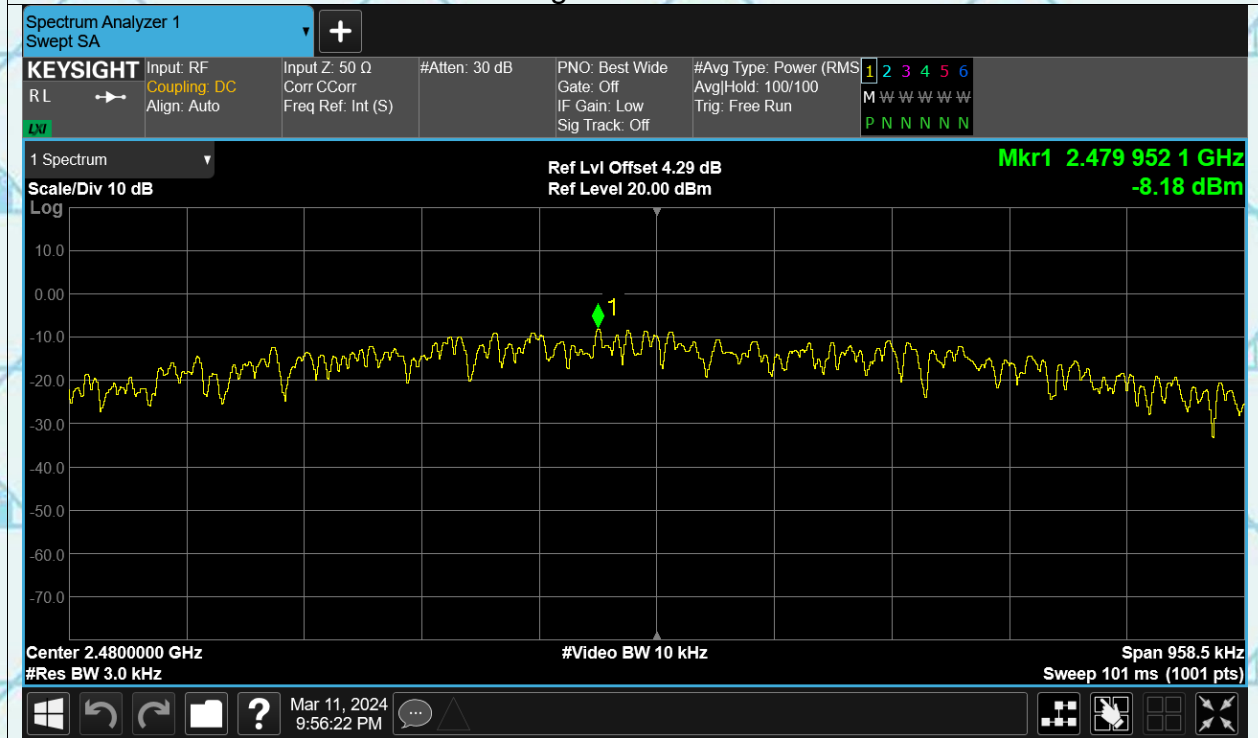 Spectrum Analyzer 1
Swept SA
+
KEYSIGHT
RL
LXI
Input: RF
Coupling: DC
Align: Auto
Input Z: 50 Ω
Corr CCorr
Freq Ref: Int (S)
#Atten: 30 dB
PNO: Best Wide
Gate: Off
IF Gain: Low
Sig Track: Off
#Avg Type: Power (RMS
Avg|Hold: 100/100
Trig: Free Run
1 2 3 4 5 6
M W W W W W
P N N N N N
1 Spectrum
Scale/Div 10 dB
Log
Ref Lvl Offset 4.29 dB
Ref Level 20.00 dBm
Mkr1 2.479 952 1 GHz
-8.18 dBm
10.0
0.00
-10.0
-20.0
-30.0
-40.0
-50.0
-60.0
-70.0
1
Center 2.4800000 GHz
#Res BW 3.0 kHz
#Video BW 10 kHz
Span 958.5 kHz
Sweep 101 ms (1001 pts)
?
Mar 11, 2024
9:56:22 PM